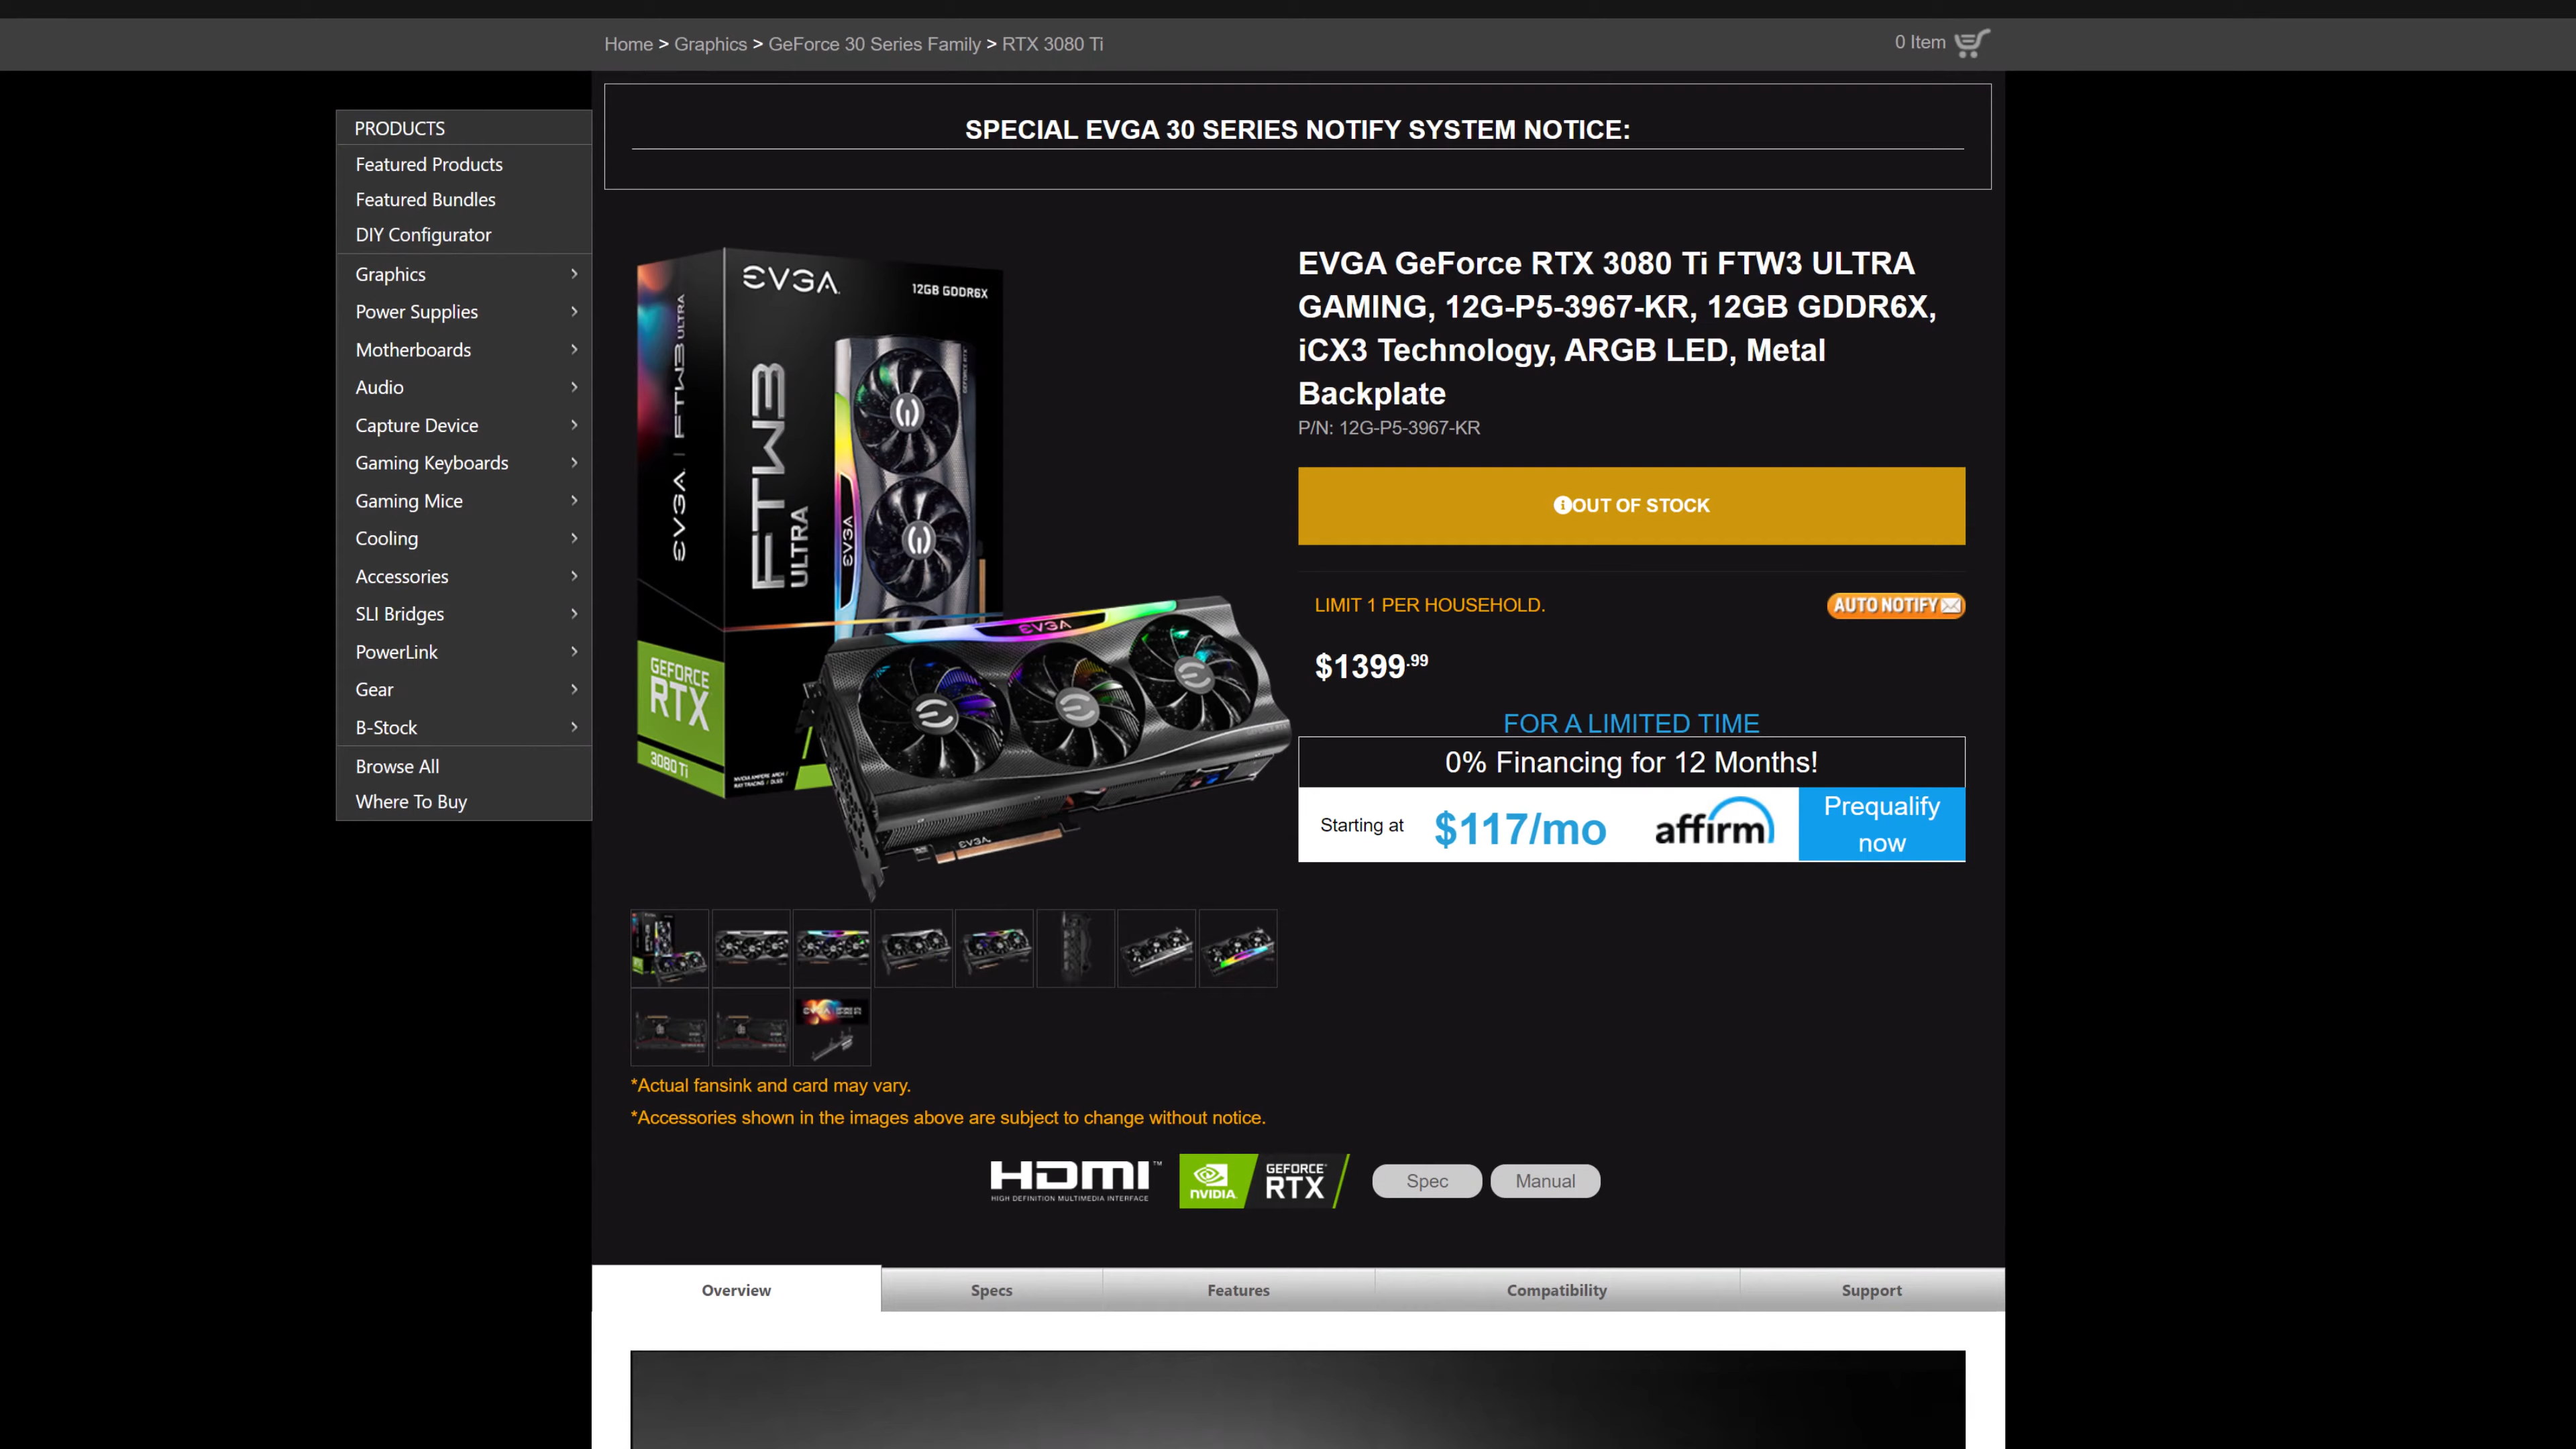 Home > Graphics > GeForce 30 Series Family > RTX 3080 Ti
0 Item
PRODUCTS
Featured Products
Featured Bundles
DIY Configurator
Graphics
Power Supplies
Motherboards
Audio
Capture Device
Gaming Keyboards
Gaming Mice
Cooling
Accessories
SLI Bridges
PowerLink
Gear
B-Stock
Browse All
Where To Buy
SPECIAL EVGA 30 SERIES NOTIFY SYSTEM NOTICE:
EVGA
12GB GDDR6X
EVGA | FTW3 ULTRA
FTW3
ULTRA
EVGA
GEFORCE
RTX
3080 Ti
EVGA
EVGA
EVGA GeForce RTX 3080 Ti FTW3 ULTRA
GAMING, 12G-P5-3967-KR, 12GB GDDR6X,
iCX3 Technology, ARGB LED, Metal
Backplate
P/N: 12G-P5-3967-KR
OUT OF STOCK
LIMIT 1 PER HOUSEHOLD.
AUTO NOTIFY
$1399.99
FOR A LIMITED TIME
0% Financing for 12 Months!
Starting at $117/mo affirm
Prequalify
now
*Actual fansink and card may vary.
*Accessories shown in the images above are subject to change without notice.
HDMI™
HIGH DEFINITION MULTIMEDIA INTERFACE
NVIDIA
GEFORCE
RTX
Spec
Manual
Overview
Specs
Features
Compatibility
Support